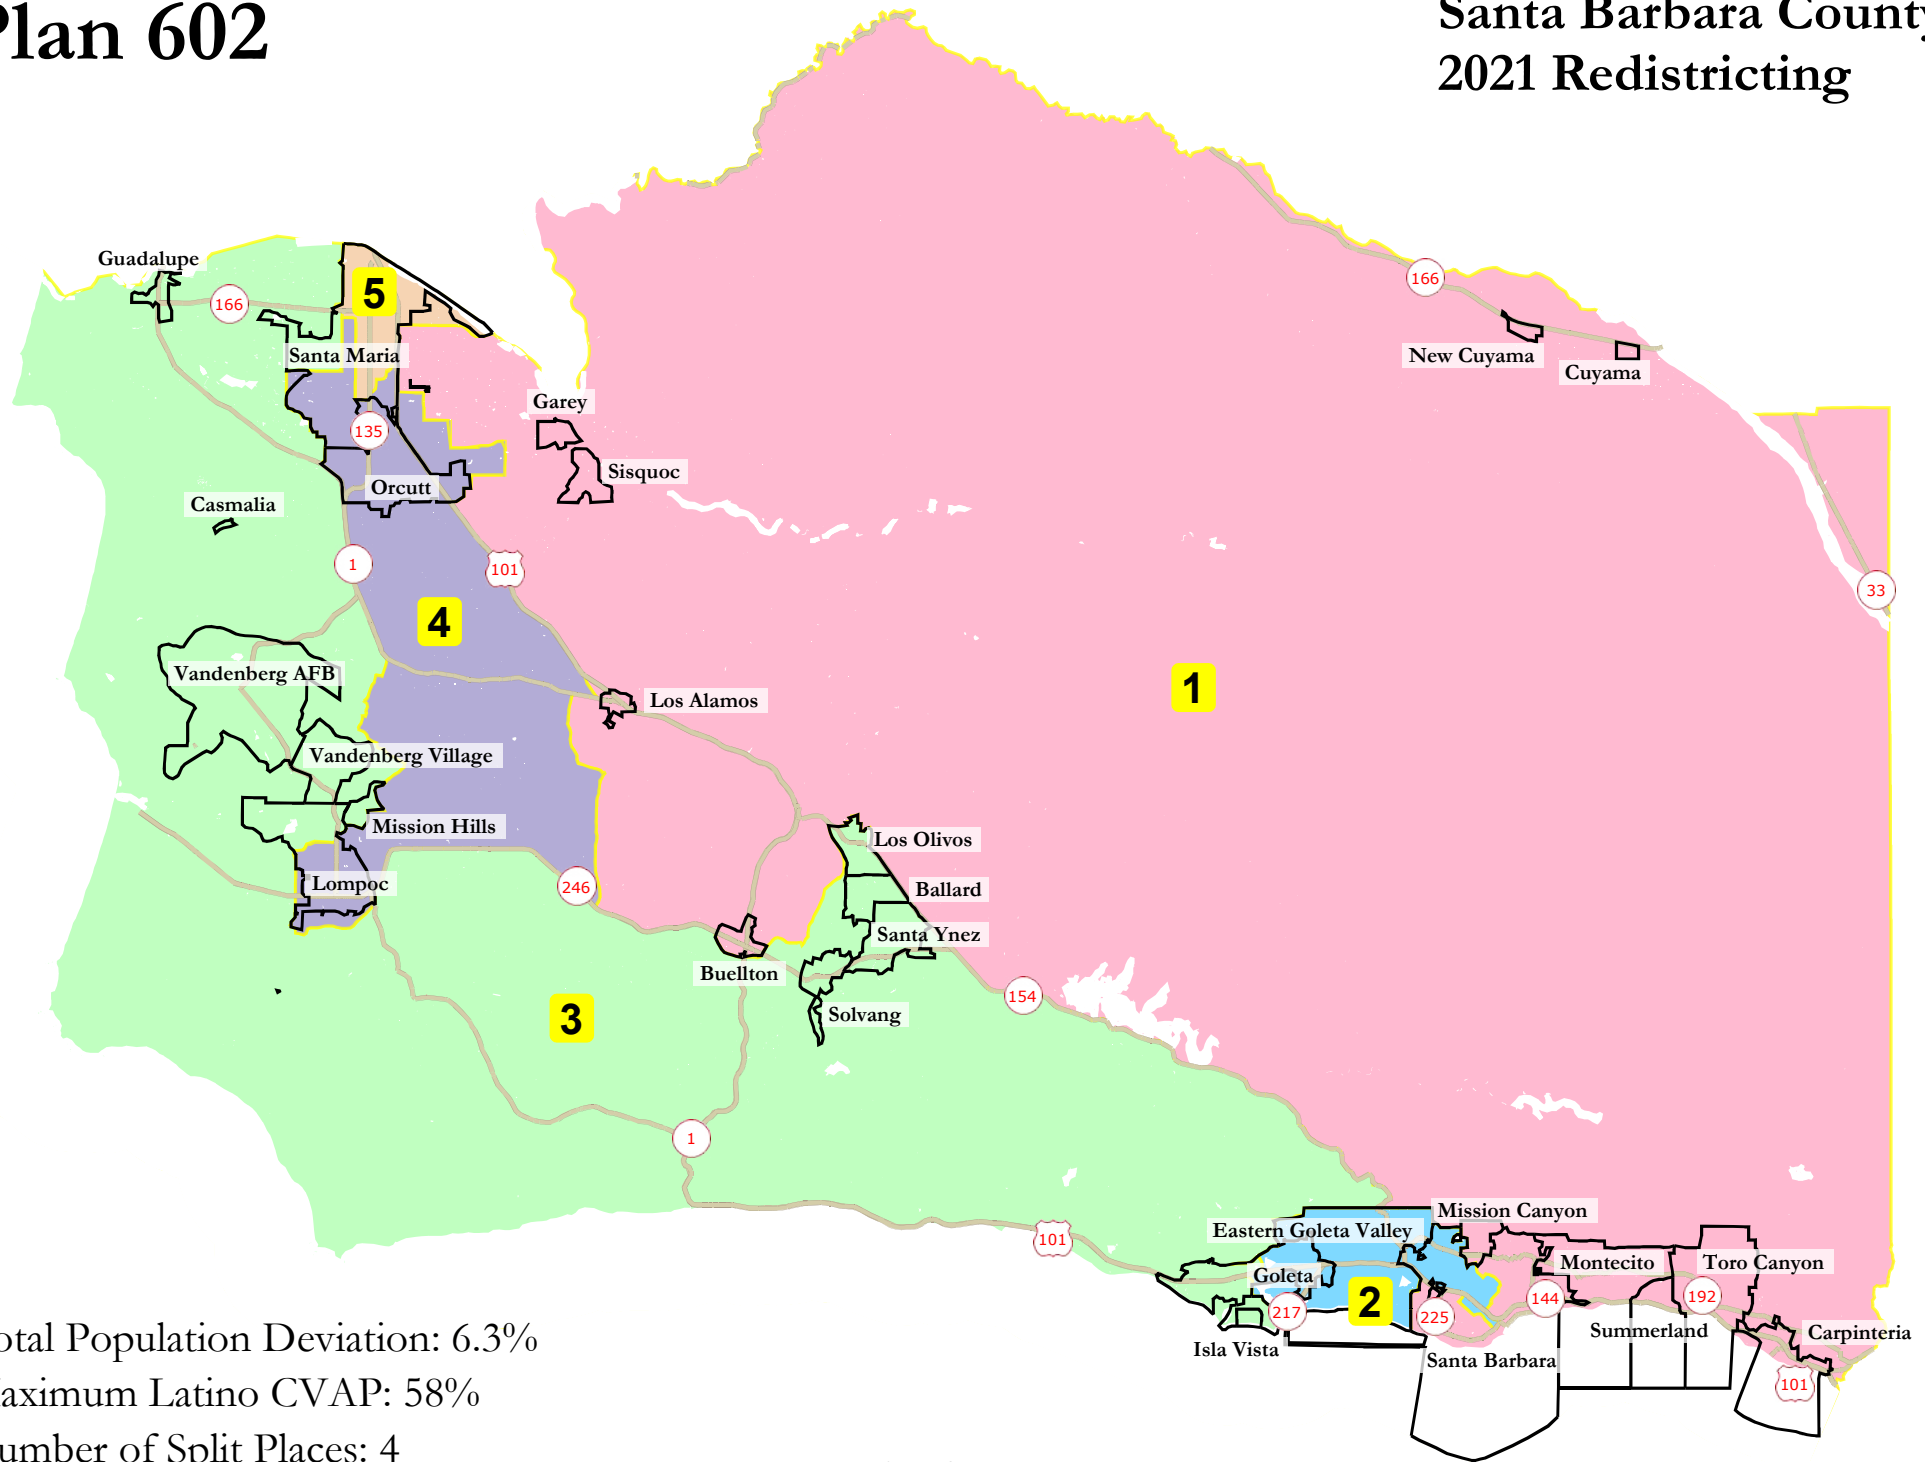 Plan 602
Santa Barbara County
2021 Redistricting
Guadalupe
166
5
Santa Maria
166
New Cuyama
Cuyama
Garey
135
Sisquoc
Orcutt
Casmalia
1
101
33
4
Vandenberg AFB
1
Los Alamos
Vandenberg Village
Mission Hills
Los Olivos
Lompoc
246
Ballard
Santa Ynez
Buellton
154
Solvang
3
1
Mission Canyon
Eastern Goleta Valley
101
Montecito
Toro Canyon
Goleta
2
217
225
144
192
Summerland
Carpinteria
Isla Vista
Santa Barbara
101
otal Population Deviation: 6.3%
aximum Latino CVAP: 58%
umber of Split Places: 4